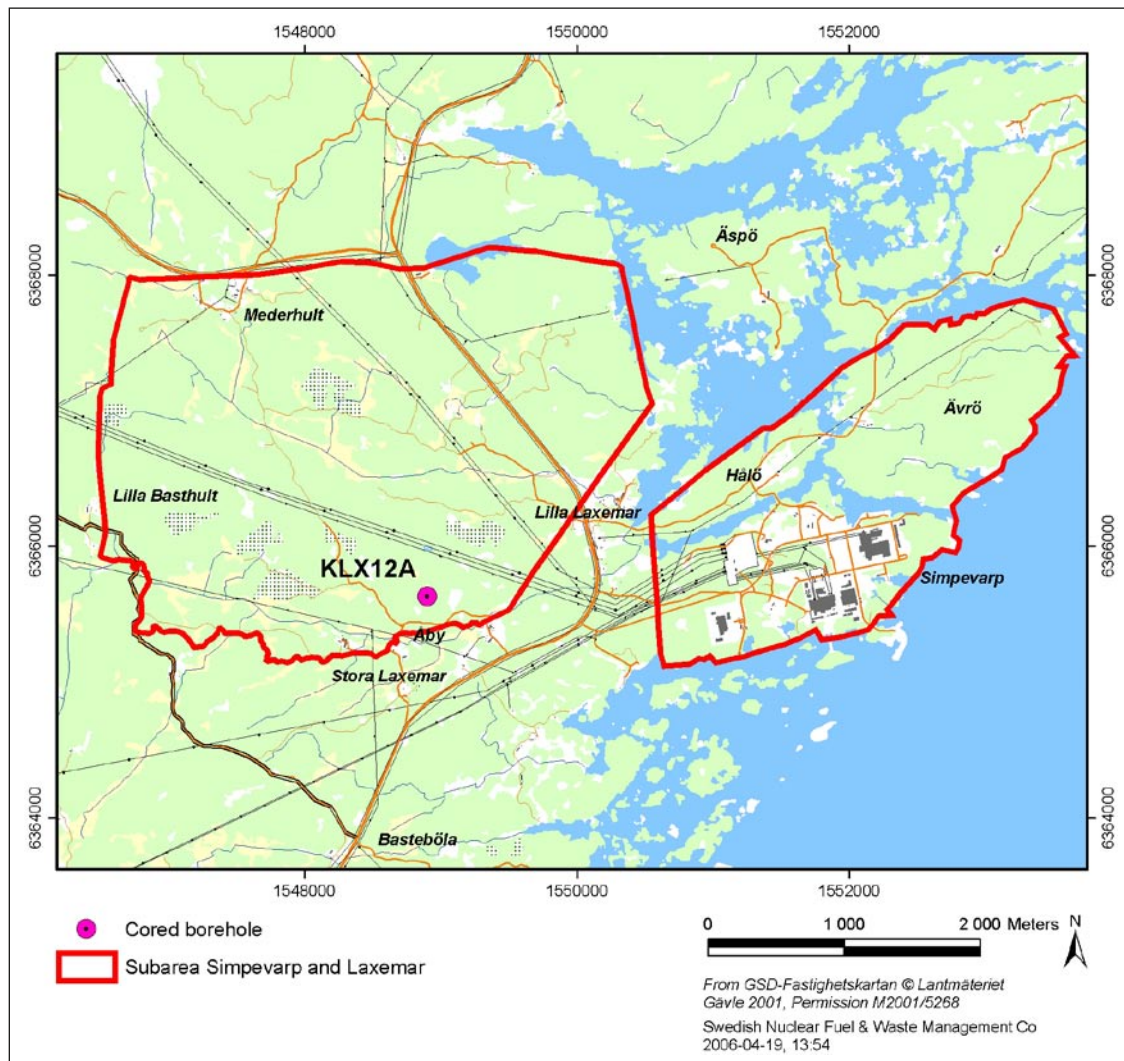 1548000 1550000 1552000
Äspö
6368000 6368000
Mederhult
Ävrö
Hålö
Lilla Basthult
Lilla Laxemar
6366000 6366000
KLX12A
Simpevarp
Åby
Stora Laxemar
6364000 6364000
Basteböla
1548000 1550000 1552000
Cored borehole
Subarea Simpevarp and Laxemar
0 1 000 2 000 Meters
N
From GSD-Fastighetskartan © Lantmäteriet
Gävle 2001, Permission M2001/5268
Swedish Nuclear Fuel & Waste Management Co
2006-04-19, 13:54